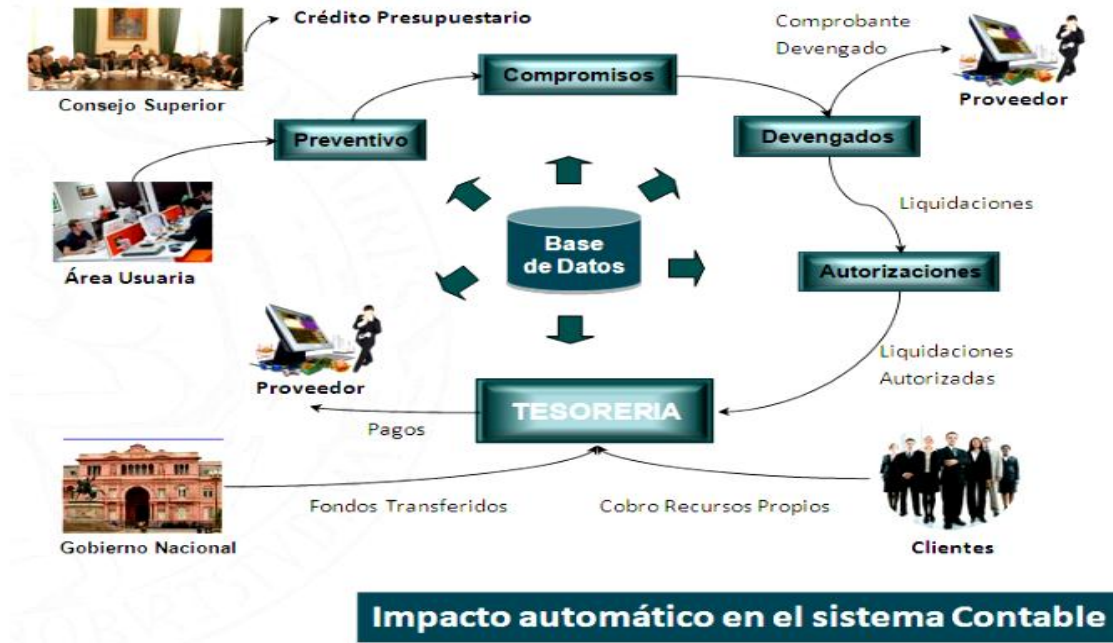 Crédito Presupuestario
Comprobante
Devengado
Consejo Superior
Compromisos
Proveedor
Preventivo
Devengados
Liquidaciones
Base
de Datos
Área Usuaria
Autorizaciones
Liquidaciones
Autorizadas
Proveedor
TESORERIA
Pagos
Fondos Transferidos
Cobro Recursos Propios
Gobierno Nacional
Clientes
Impacto automático en el sistema Contable